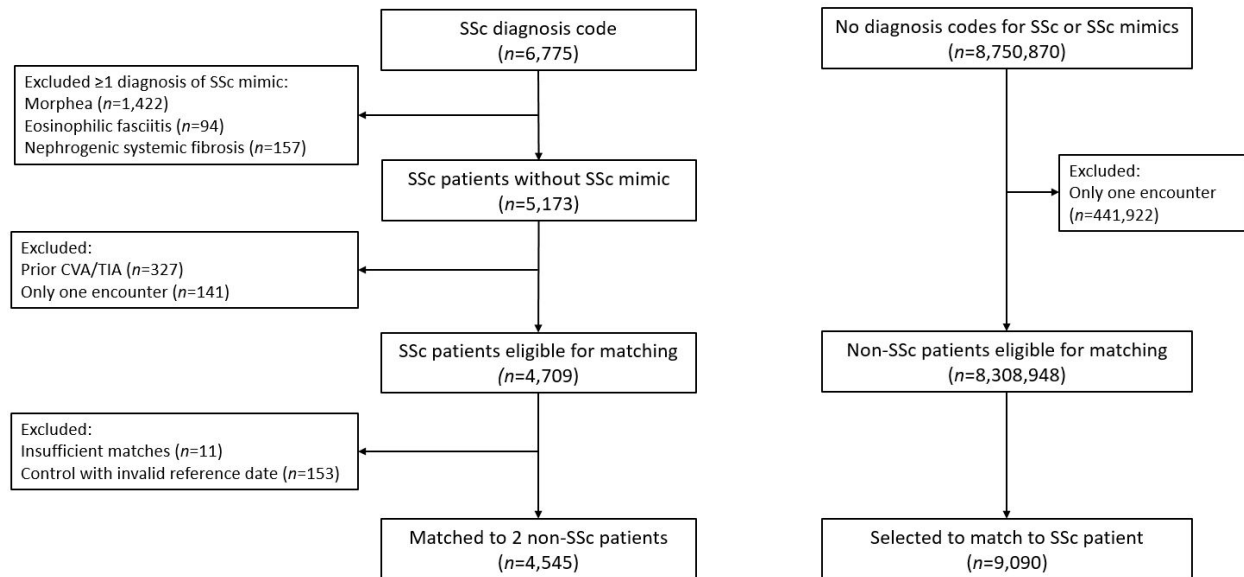 SSc diagnosis code
(n=6,775)
Excluded ≥1 diagnosis of SSc mimic:
Morphea (n=1,422)
Eosinophilic fasciitis (n=94)
Nephrogenic systemic fibrosis (n=157)
SSc patients without SSc mimic
(n=5,173)
Excluded:
Prior CVA/TIA (n=327)
Only one encounter (n=141)
SSc patients eligible for matching
(n=4,709)
Excluded:
Insufficient matches (n=11)
Control with invalid reference date (n=153)
Matched to 2 non-SSc patients
(n=4,545)
No diagnosis codes for SSc or SSc mimics
(n=8,750,870)
Excluded:
Only one encounter
(n=441,922)
Non-SSc patients eligible for matching
(n=8,308,948)
Selected to match to SSc patient
(n=9,090)